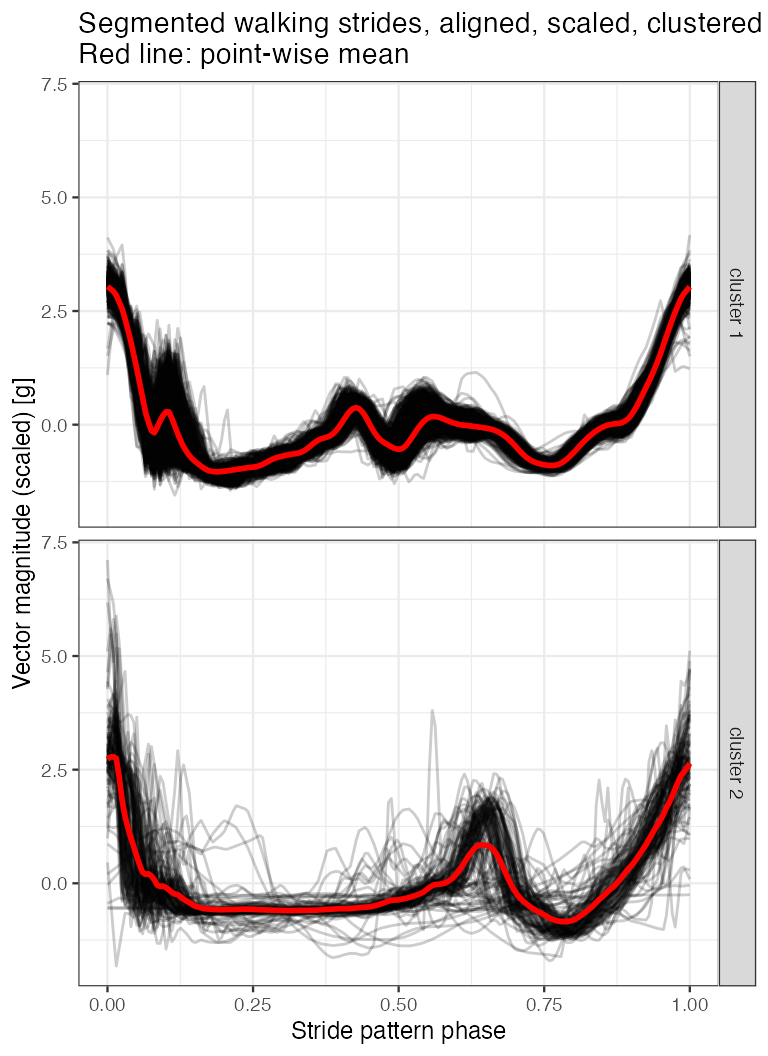 Segmented walking strides, aligned, scaled, clustered
Red line: point-wise mean
7.5
5.0
2.5
0.0
cluster 1
7.5
5.0
2.5
0.0
cluster 2
Vector magnitude (scaled) [g]
0.00 0.25 0.50 0.75 1.00
Stride pattern phase